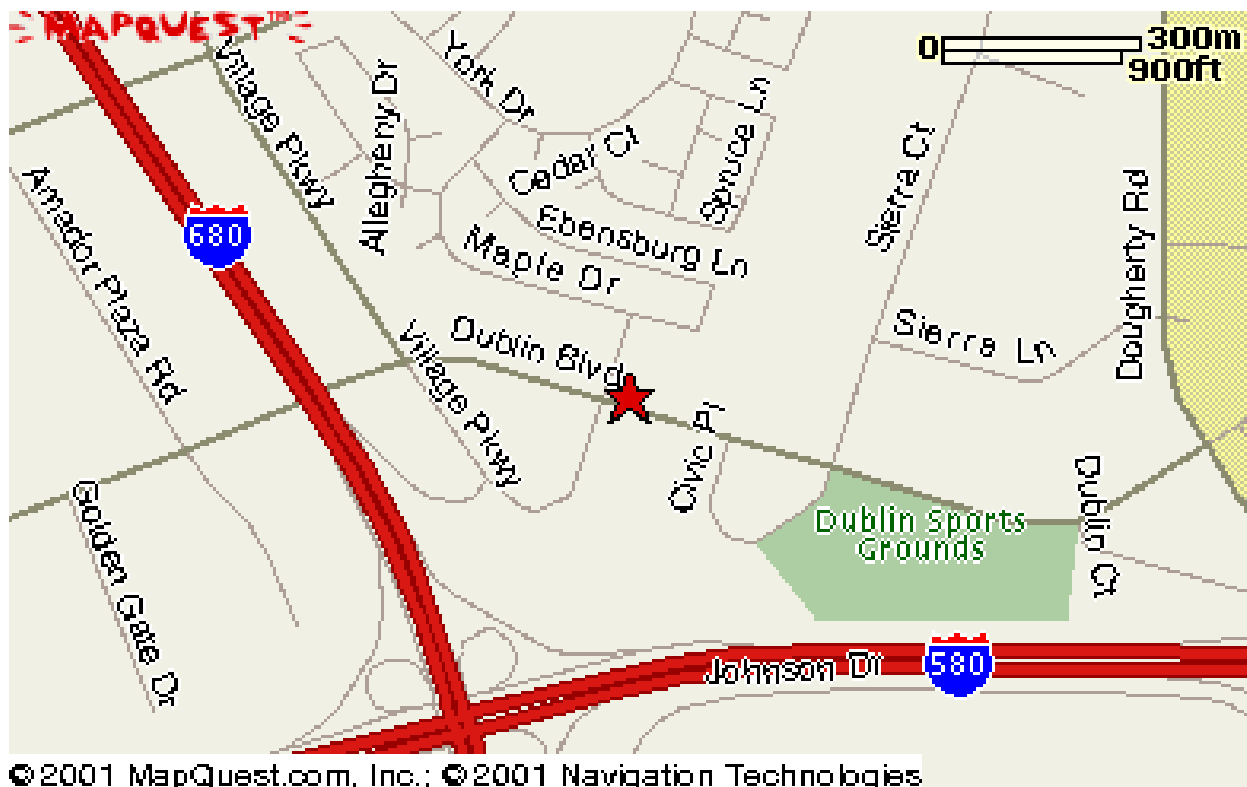 MAPQUEST™
0 300m
900ft
Village Pkwy
York Dr
Allegheny Dr
Cedar Ct
Spruce Ln
Sierra Ct
Dougherty Rd
Amador Plaza Rd
680
Ebensburg Ln
Maple Dr
Dublin Blvd
Sierra Ln
Village Pkwy
Civic Pl
Dublin Ct
Golden Gate Dr
Dublin Sports
Grounds
Johnson Dr
580
©2001 MapQuest.com, Inc.; ©2001 Navigation Technologies